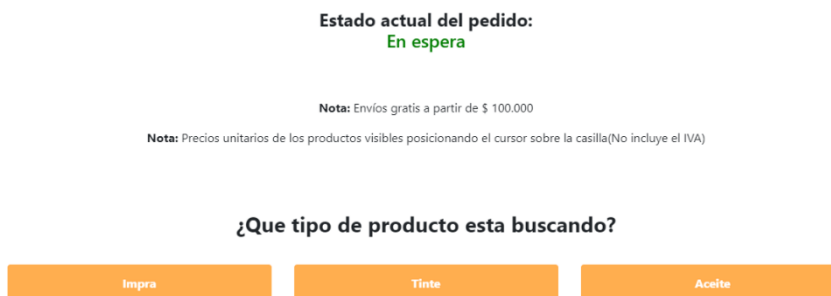 Estado actual del pedido:
En espera
Nota: Envíos gratis a partir de $ 100.000
Nota: Precios unitarios de los productos visibles posicionando el cursor sobre la casilla(No incluye el IVA)
¿Que tipo de producto esta buscando?
Impra Tinte Aceite